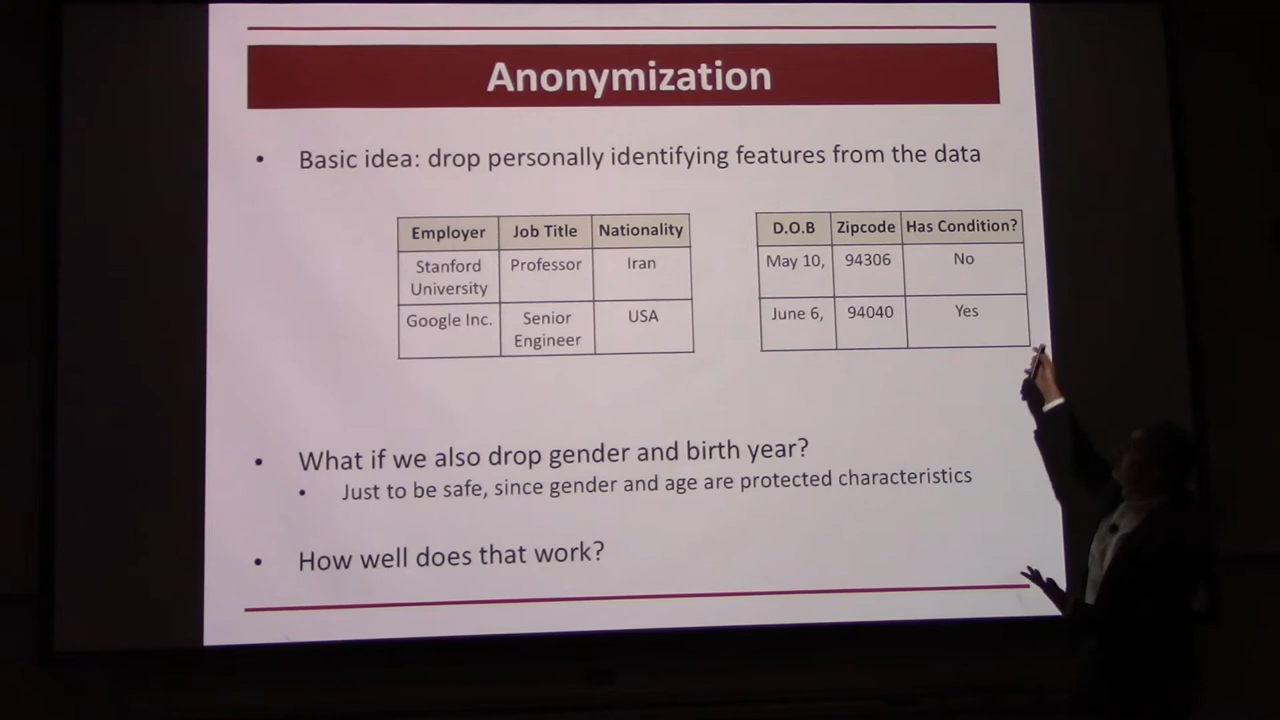 Anonymization
• Basic idea: drop personally identifying features from the data
Employer Job Title Nationality D.O.B Zipcode Has Condition?
Stanford University Professor Iran May 10, 94306 No
Google Inc. Senior Engineer USA June 6, 94040 Yes
• What if we also drop gender and birth year?
• Just to be safe, since gender and age are protected characteristics
• How well does that work?